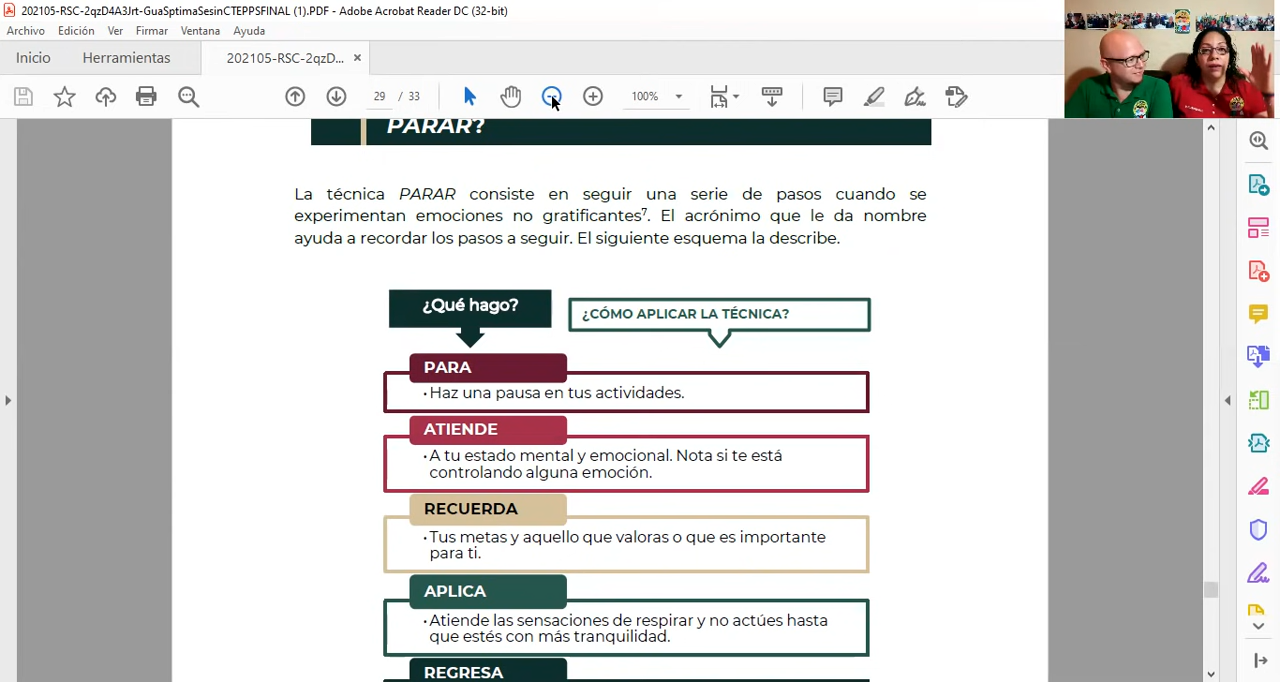 202105-RSC-2qzD4A3Jrt-GuaSptimaSesinCTEPPSFINAL (1).PDF - Adobe Acrobat Reader DC (32-bit)
Archivo Edición Ver Firmar Ventana Ayuda
Inicio Herramientas 202105-RSC-2qzD... ×
29 / 33 100%
PARAR?
La técnica PARAR consiste en seguir una serie de pasos cuando se
experimentan emociones no gratificantes7. El acrónimo que le da nombre
ayuda a recordar los pasos a seguir. El siguiente esquema la describe.
¿Qué hago?
¿CÓMO APLICAR LA TÉCNICA?
PARA
•Haz una pausa en tus actividades.
ATIENDE
•A tu estado mental y emocional. Nota si te está
controlando alguna emoción.
RECUERDA
•Tus metas y aquello que valoras o que es importante
para ti.
APLICA
•Atiende las sensaciones de respirar y no actúes hasta
que estés con más tranquilidad.
REGRESA